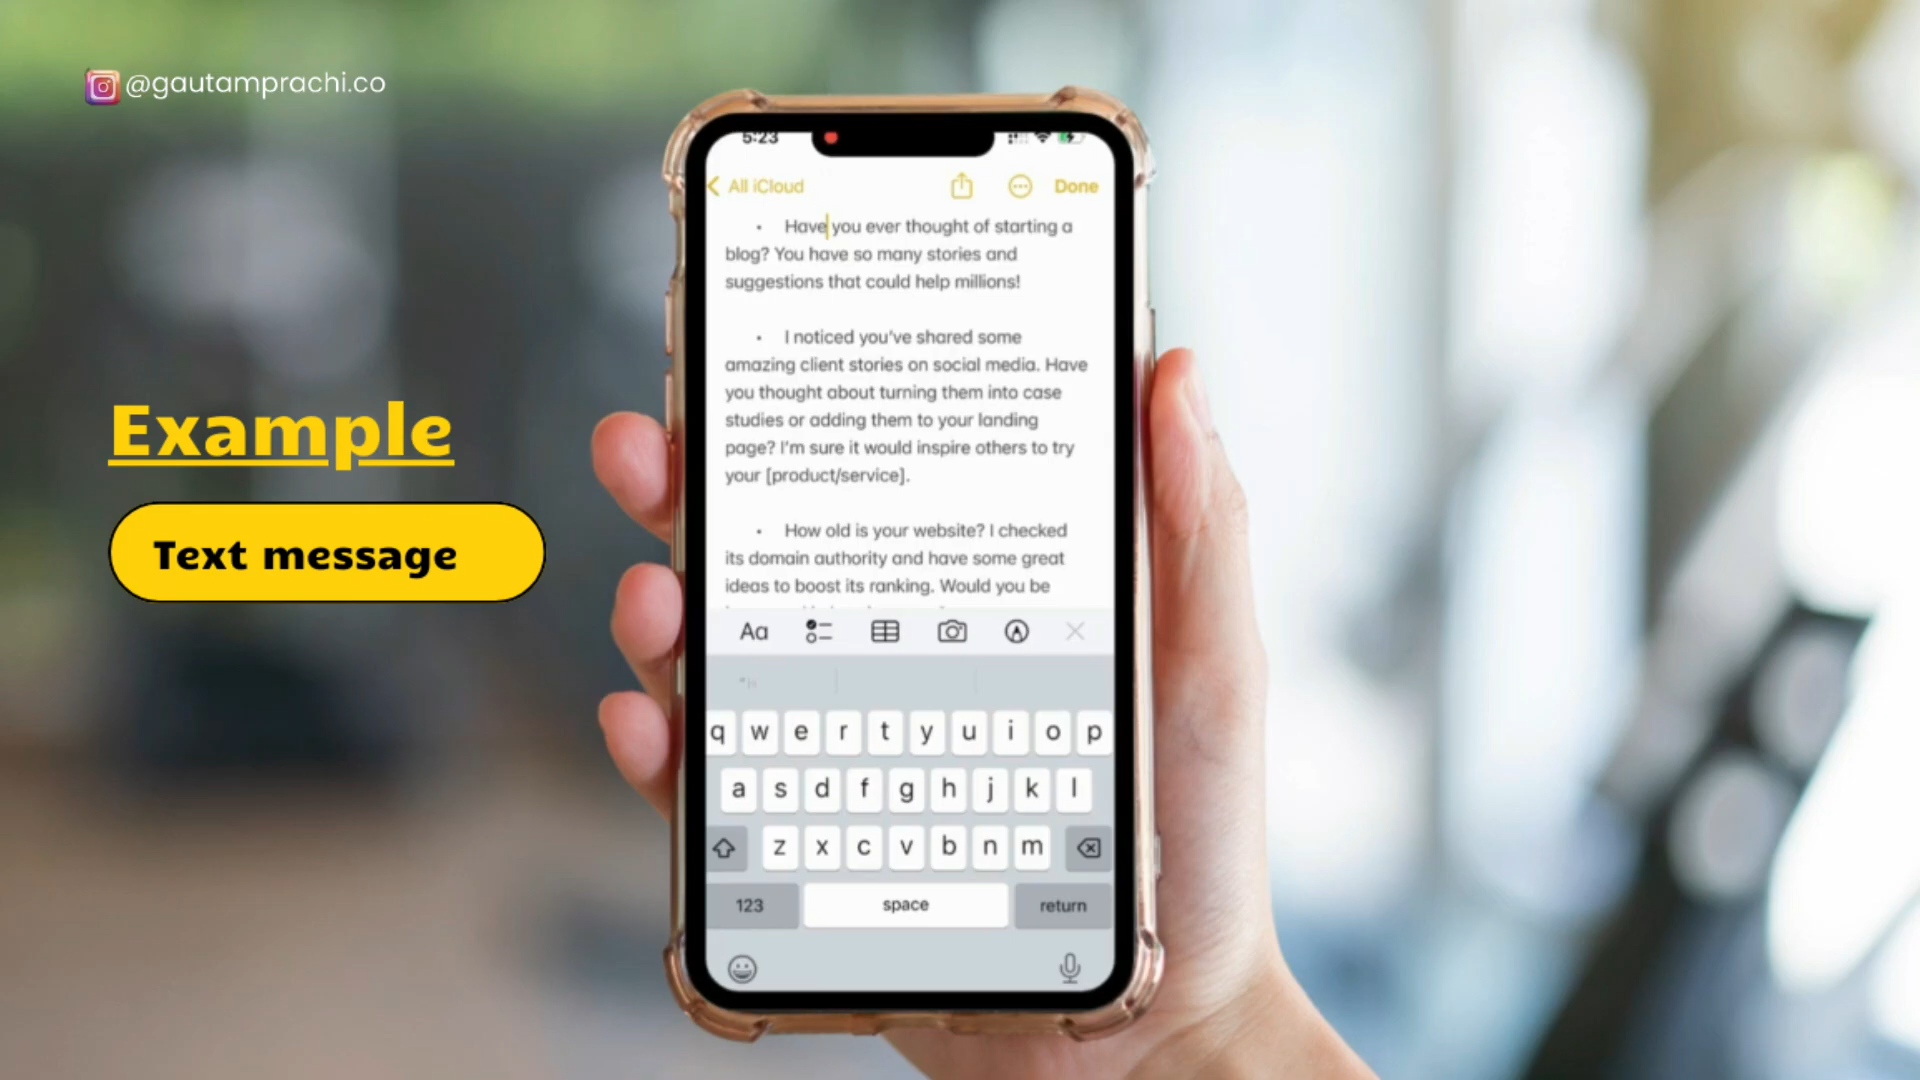 @gautamprachi.co
Example
Text message
5:23
All iCloud
Done
• Have you ever thought of starting a
blog? You have so many stories and
suggestions that could help millions!
• I noticed you've shared some
amazing client stories on social media. Have
you thought about turning them into case
studies or adding them to your landing
page? I'm sure it would inspire others to try
your [product/service].
• How old is your website? I checked
its domain authority and have some great
ideas to boost its ranking. Would you be
Aa
q w e r t y u i o p
a s d f g h j k l
z x c v b n m
123
space
return